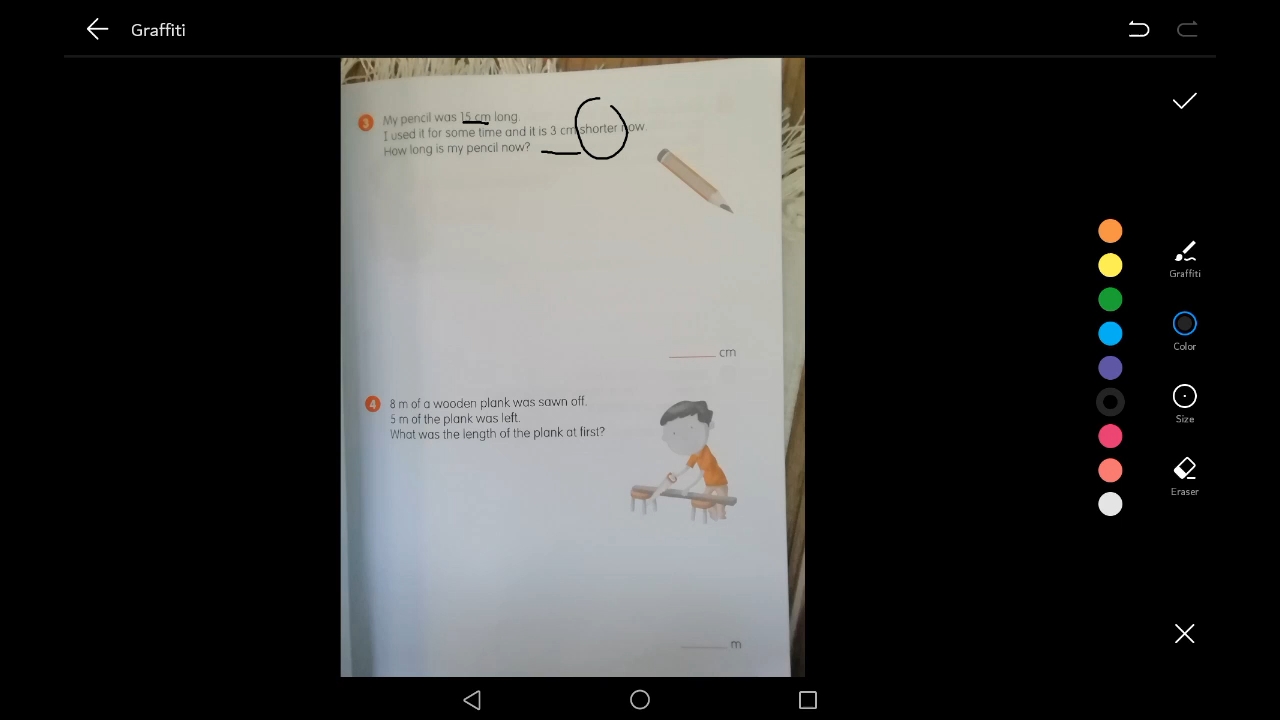 Graffiti
3
My pencil was 15 cm long.
I used it for some time and it is 3 cm shorter now.
How long is my pencil now?
cm
4
8 m of a wooden plank was sawn off.
5 m of the plank was left.
What was the length of the plank at first?
m
Graffiti
Color
Size
Eraser